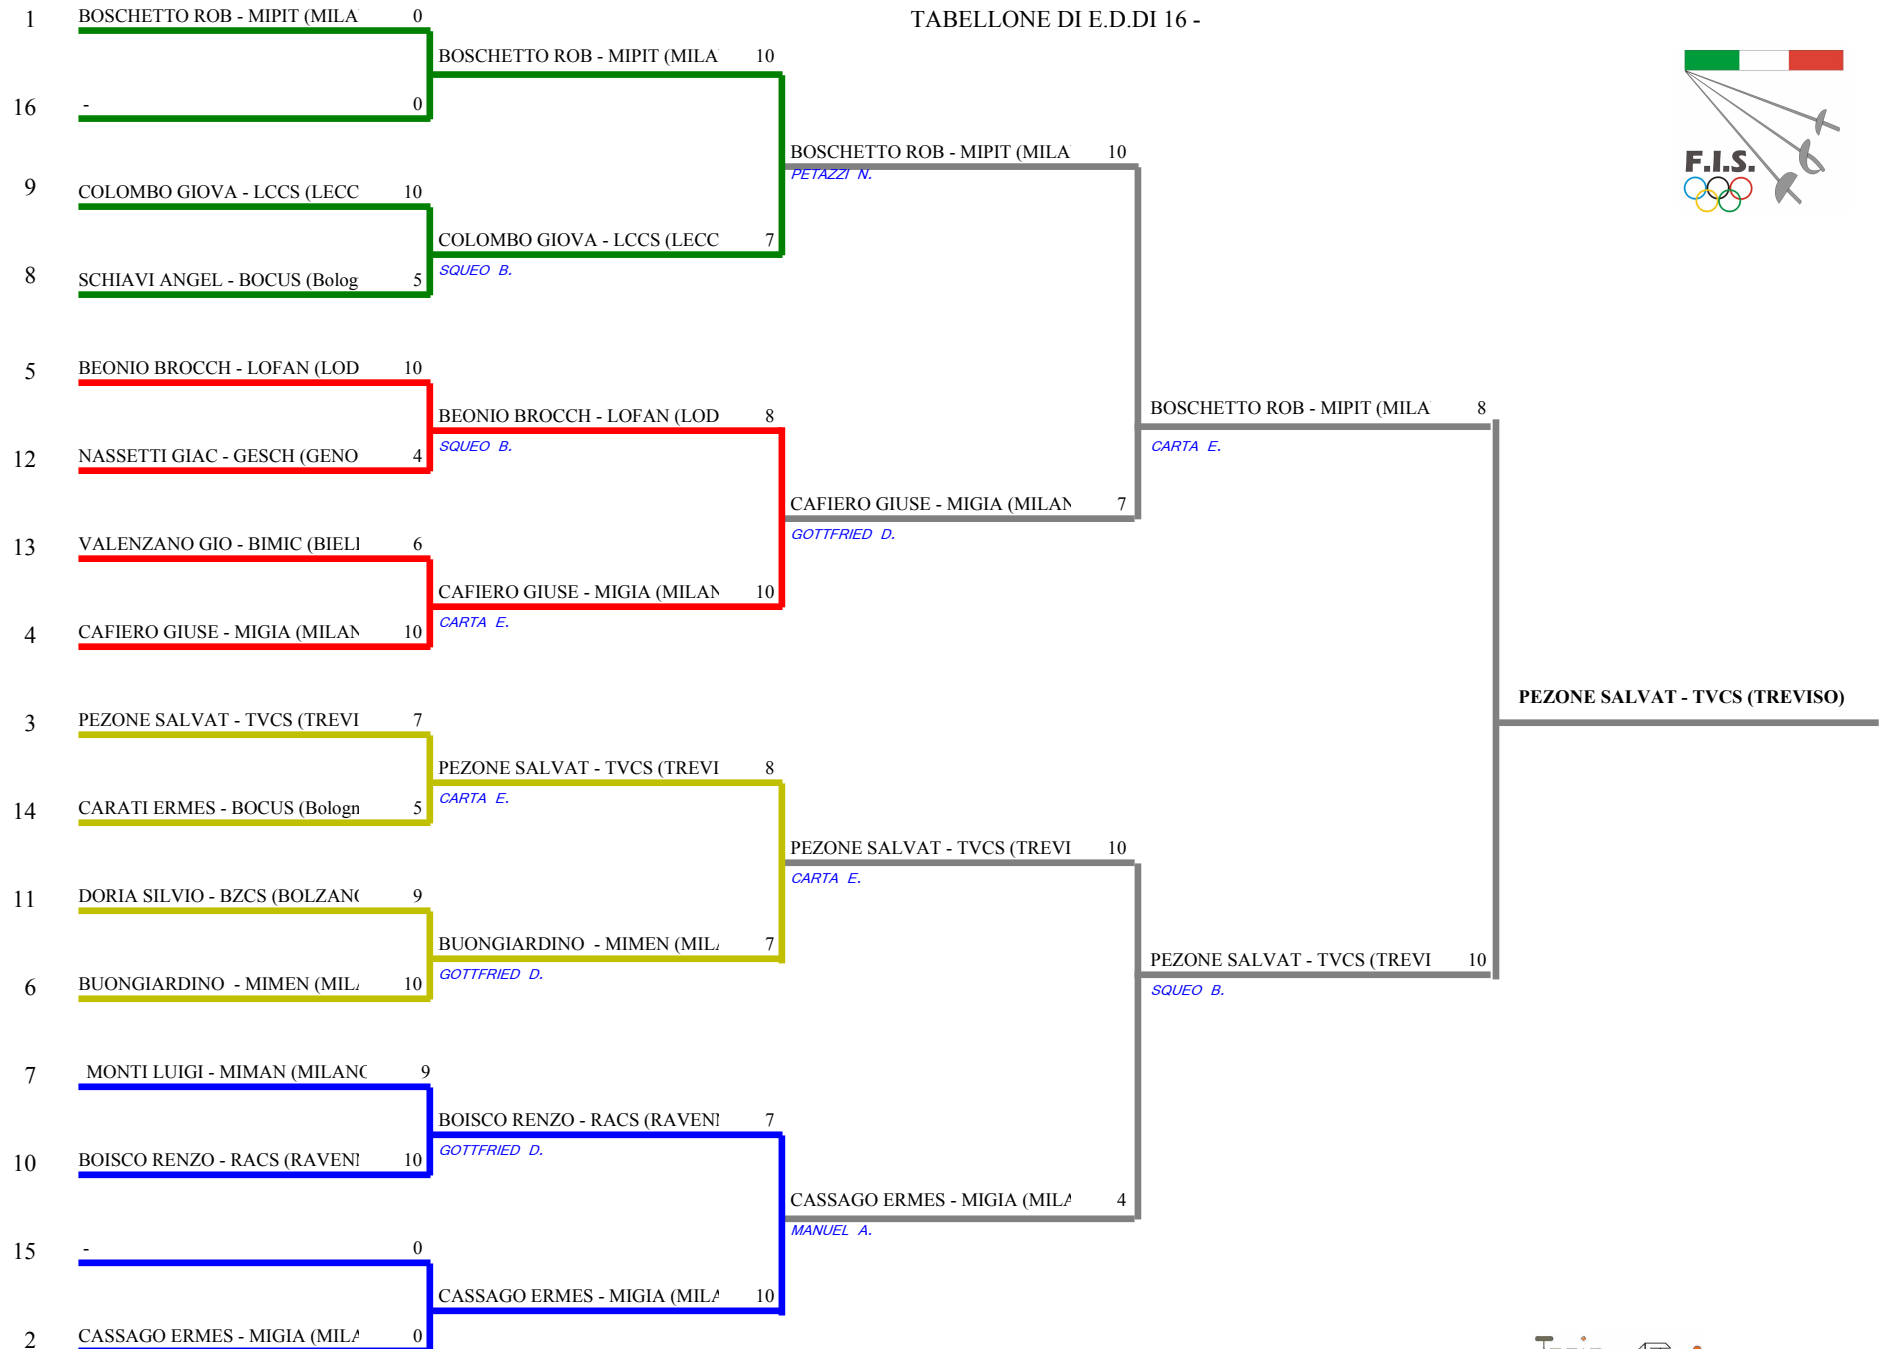 TABELLONE DI E.D.DI 16 -
F.I.S.
1 BOSCHETTO ROB - MIPIT (MILA 0
BOSCHETTO ROB - MIPIT (MILA 10
16 - 0
BOSCHETTO ROB - MIPIT (MILA 10
PETAZZI N.
9 COLOMBO GIOVA - LCCS (LECC 10
COLOMBO GIOVA - LCCS (LECC 7
SQUEO B.
8 SCHIAVI ANGEL - BOCUS (Bolog 5
5 BEONIO BROCCH - LOFAN (LOD 10
BEONIO BROCCH - LOFAN (LOD 8
SQUEO B.
BOSCHETTO ROB - MIPIT (MILA 8
CARTA E.
12 NASSETTI GIAC - GESCH (GENO 4
CAFIERO GIUSE - MIGIA (MILAN 7
GOTTFRIED D.
13 VALENZANO GIO - BIMIC (BIELI 6
CAFIERO GIUSE - MIGIA (MILAN 10
CARTA E.
4 CAFIERO GIUSE - MIGIA (MILAN 10
PEZONE SALVAT - TVCS (TREVISO)
3 PEZONE SALVAT - TVCS (TREVI 7
PEZONE SALVAT - TVCS (TREVI 8
CARTA E.
14 CARATI ERMES - BOCUS (Bologn 5
PEZONE SALVAT - TVCS (TREVI 10
CARTA E.
11 DORIA SILVIO - BZCS (BOLZAN( 9
BUONGIARDINO - MIMEN (MIL 7
GOTTFRIED D.
PEZONE SALVAT - TVCS (TREVI 10
SQUEO B.
6 BUONGIARDINO - MIMEN (MIL 10
7 MONTI LUIGI - MIMAN (MILANO 9
BOISCO RENZO - RACS (RAVENI 7
GOTTFRIED D.
10 BOISCO RENZO - RACS (RAVENI 10
CASSAGO ERMES - MIGIA (MILA 4
MANUEL A.
15 - 0
CASSAGO ERMES - MIGIA (MILA 10
2 CASSAGO ERMES - MIGIA (MILA 0